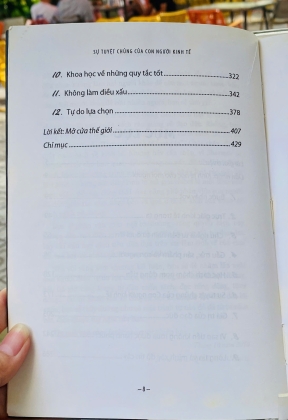 SỰ TUYỆT CHỦNG CỦA CON NGƯỜI KINH TẾ
10. Khoa học về những quy tắc tốt 322
11. Không làm điều xấu 342
12. Tự do lựa chọn 378
Lời kết: Mở cửa thế giới 407
Chỉ mục 429
– 8 –